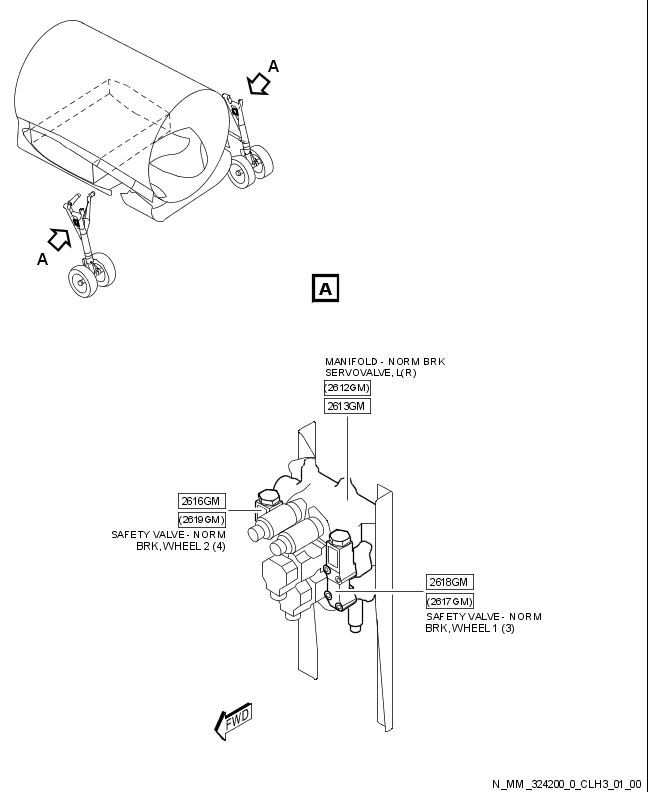 A
A
A
MANIFOLD - NORM BRK
SERVOVALVE, L(R)
(2612GM)
2613GM
2616GM
(2619GM)
SAFETY VALVE - NORM
BRK, WHEEL 2 (4)
2618GM
(2617GM)
SAFETY VALVE - NORM
BRK, WHEEL 1 (3)
FWD
N_MM_324200_0_CLH3_01_00